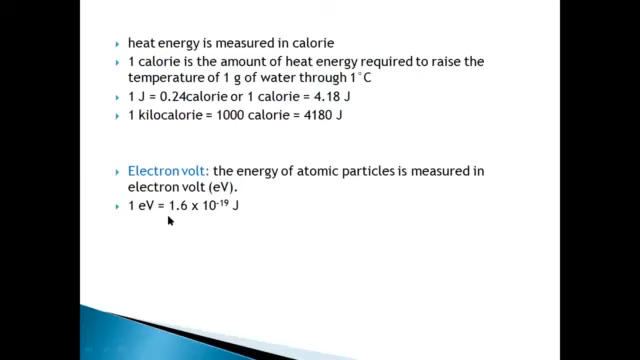 heat energy is measured in calorie
1 calorie is the amount of heat energy required to raise the
temperature of 1 g of water through 1°C
1 J = 0.24calorie or 1 calorie = 4.18 J
1 kilocalorie = 1000 calorie = 4180 J
Electron volt: the energy of atomic particles is measured in
electron volt (eV).
1 eV = 1.6 x 10⁻¹⁹ J